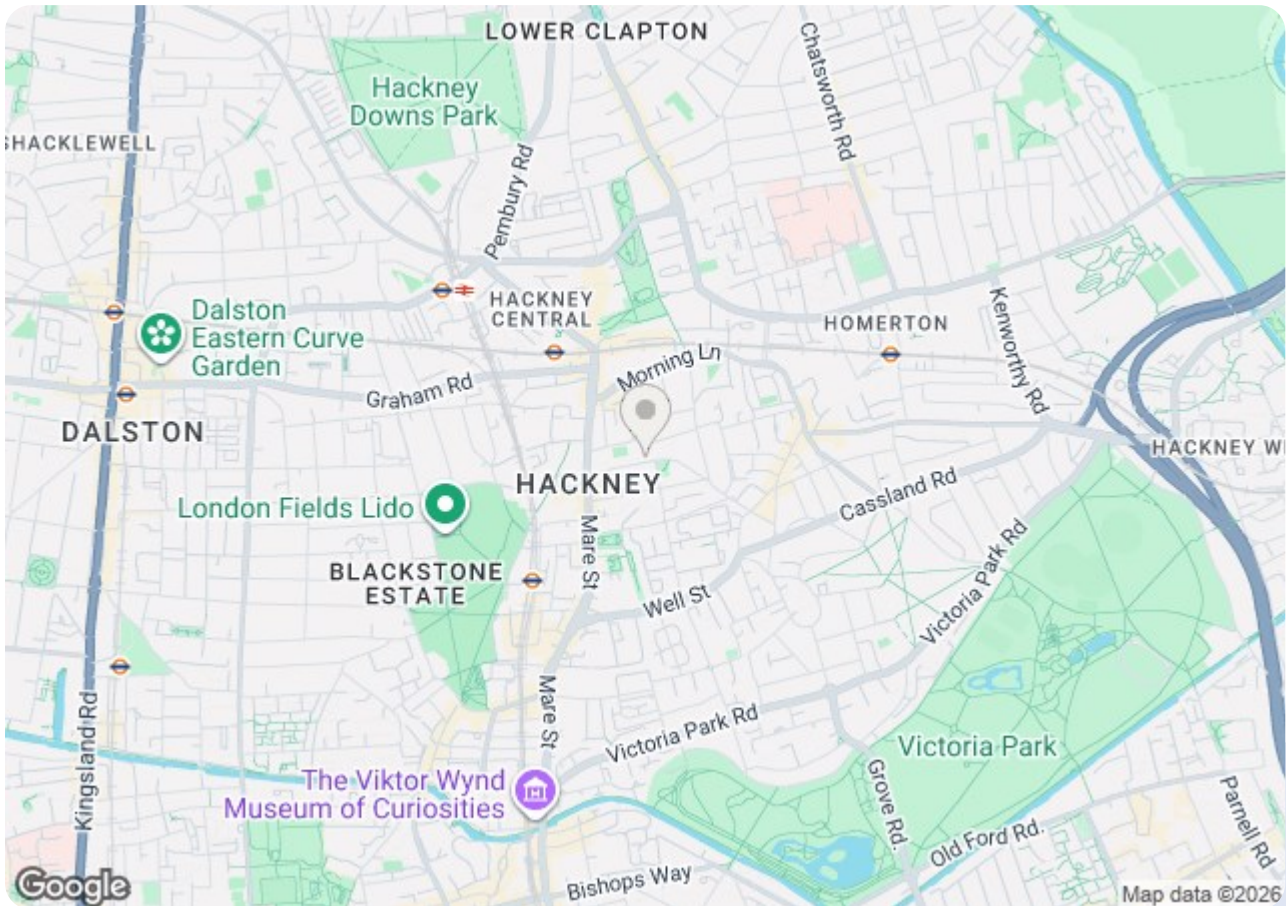 LOWER CLAPTON
Hackney
Downs Park
Chatsworth Rd
SHACKLEWELL
Pembury Rd
HACKNEY
CENTRAL
Dalston
Eastern Curve
Garden
HOMERTON
Kenworthy Rd
Morning Ln
Graham Rd
DALSTON
HACKNEY WI
HACKNEY
London Fields Lido
Cassland Rd
Mare St
BLACKSTONE
ESTATE
Well St
Victoria Park Rd
Kingsland Rd
Mare St
Victoria Park Rd
Victoria Park
The Viktor Wynd
Museum of Curiosities
Grove Rd.
Old Ford Rd.
Parnell Rd
Bishops Way
Google
Map data ©2026